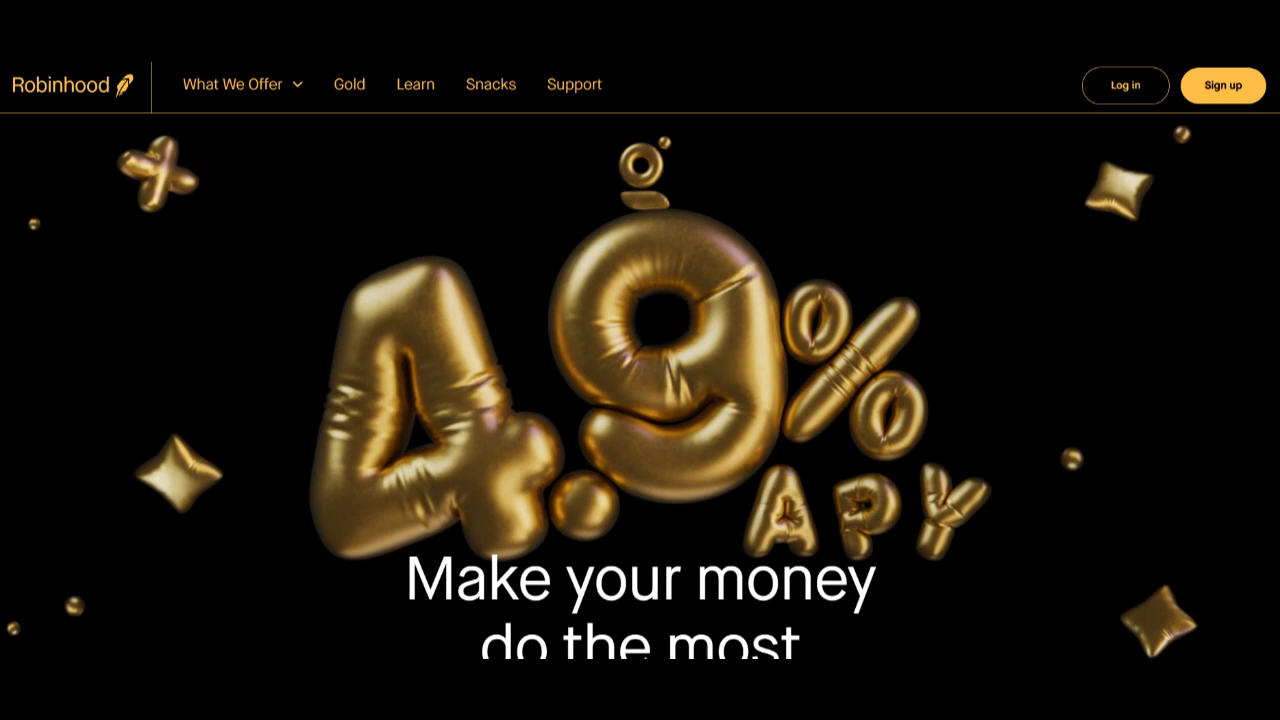 Robinhood
What We Offer
Gold
Learn
Snacks
Support
Log in
Sign up
4.9%
APY
Make your money
do the most